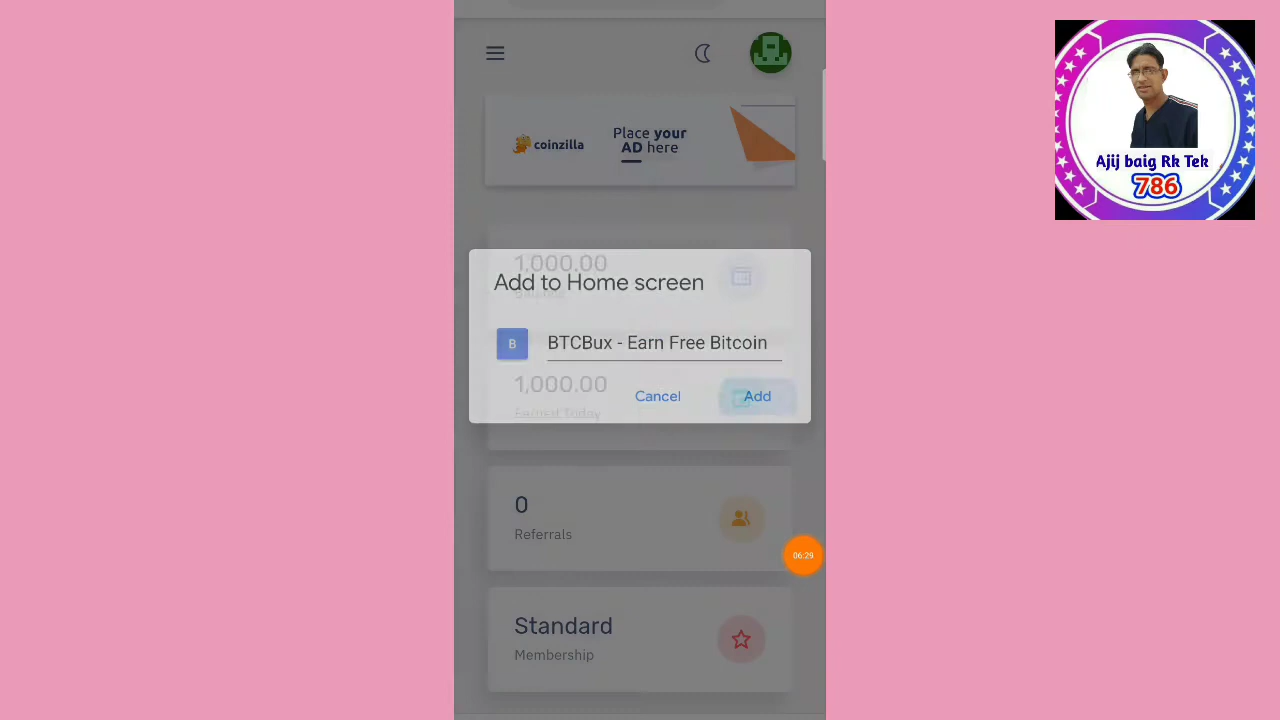 coinzilla
Place your
AD here
1,000.00
Balance
Add to Home screen
B
BTCBux - Earn Free Bitcoin
1,000.00
Cancel
Add
Earned Today
0
Referrals
06:29
Standard
Membership
Ajij baig Rk Tek
786